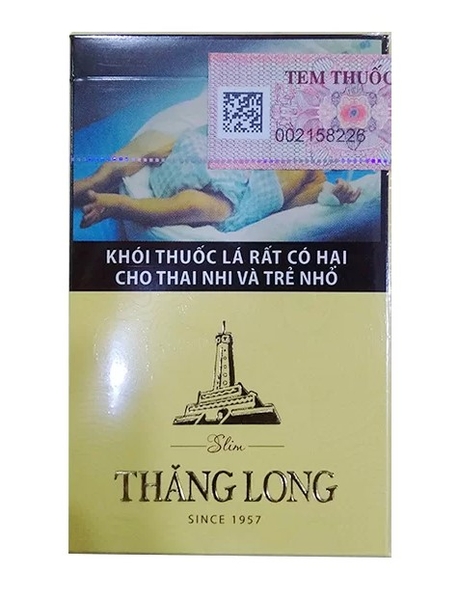 TEM THUỐC
002158226
KHÓI THUỐC LÁ RẤT CÓ HẠI
CHO THAI NHI VÀ TRẺ NHỎ
Slim
THĂNG LONG
SINCE 1957